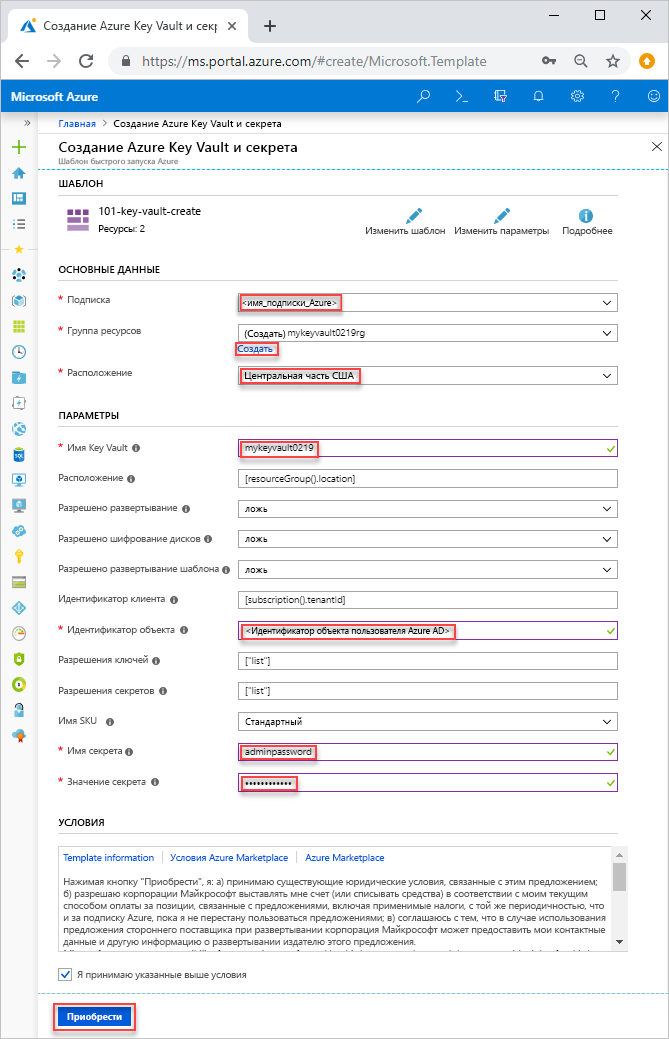 Создание Azure Key Vault и секр
https://ms.portal.azure.com/#create/Microsoft.Template
Microsoft Azure
Главная > Создание Azure Key Vault и секрета
Создание Azure Key Vault и секрета
Шаблон быстрого запуска Azure
ШАБЛОН
101-key-vault-create
Ресурсы: 2
Изменить шаблон
Изменить параметры
Подробнее
ОСНОВНЫЕ ДАННЫЕ
* Подписка
<имя_подписки_Azure>
* Группа ресурсов
(Создать) mykeyvault0219rg
Создать
* Расположение
Центральная часть США
ПАРАМЕТРЫ
* Имя Key Vault
mykeyvault0219
Расположение
[resourceGroup().location]
Разрешено развертывание
ложь
Разрешено шифрование дисков
ложь
Разрешено развертывание шаблона
ложь
Идентификатор клиента
[subscription().tenantId]
* Идентификатор объекта
<Идентификатор объекта пользователя Azure AD>
Разрешения ключей
["list"]
Разрешения секретов
["list"]
Имя SKU
Стандартный
* Имя секрета
adminpassword
* Значение секрета
••••••••••••
УСЛОВИЯ
Template information
Условия Azure Marketplace
Azure Marketplace
Нажимая кнопку "Приобрести", я: а) принимаю существующие юридические условия, связанные с этим предложением;
б) разрешаю корпорации Майкрософт выставлять мне счет (или списывать средства) в соответствии с моим текущим
способом оплаты за позиции, связанные с предложениями, включая применимые налоги, с той же периодичностью, что
и за подписку Azure, пока я не перестану пользоваться предложениями; в) соглашаюсь с тем, что в случае использования
предложения стороннего поставщика при развертывании корпорация Майкрософт может предоставить мои контактные
данные и другую информацию о развертывании издателю этого предложения.
Я принимаю указанные выше условия
Приобрести